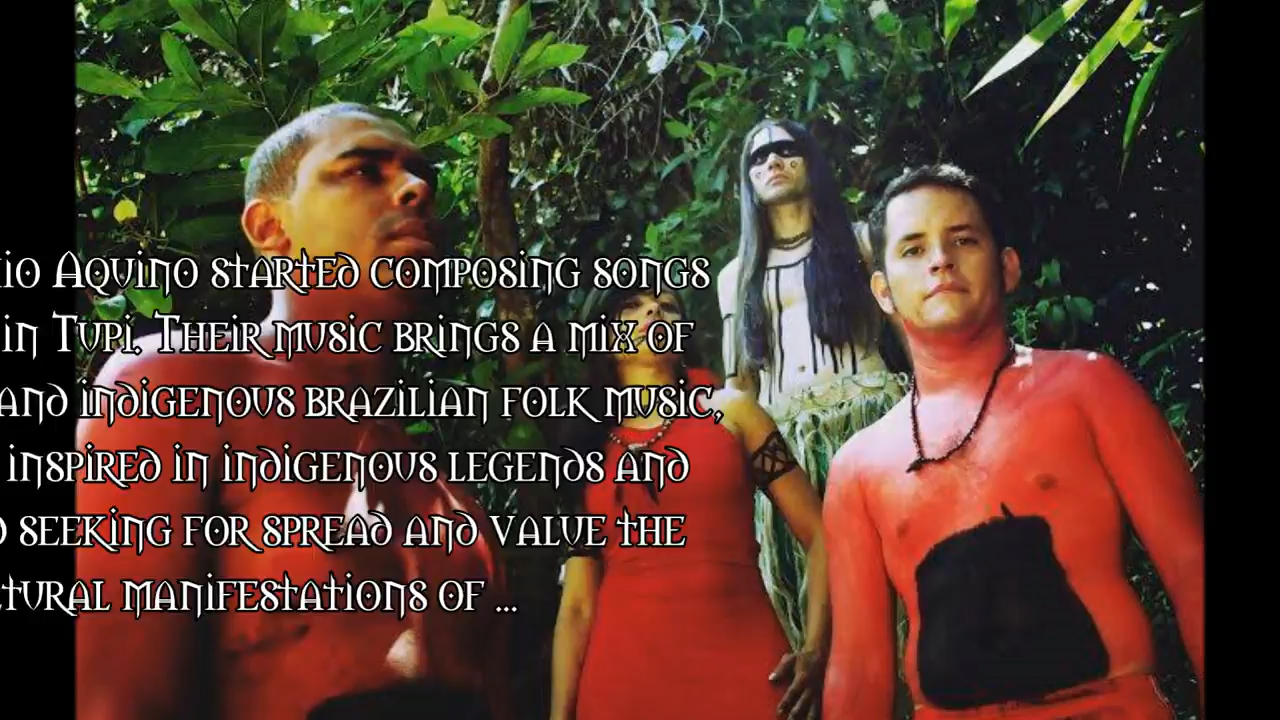 io Aquino started composing songs
in Tupi. Their music brings a mix of
and indigenous brazilian folk music,
inspired in indigenous legends and
seeking for spread and value the
tural manifestations of ...